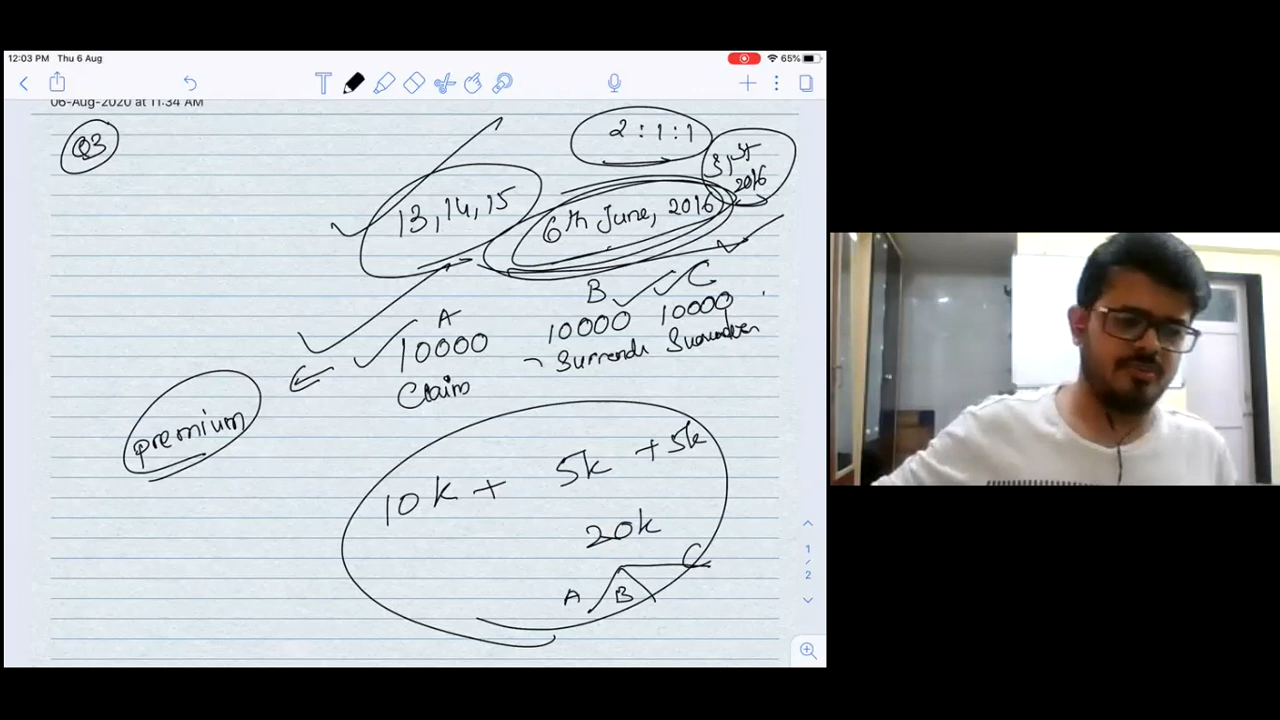 12:03 PM Thu 6 Aug
65%
T
06-Aug-2020 at 11:34 AM
Q3
2 : 1 : 1
31st
2016
13, 14, 15
6th June, 2016
A
B
C
10000
10000
10000
Claim
Surrende
Surrender
premium
10k + 5k + 5k
20k
A
B
C
1
2